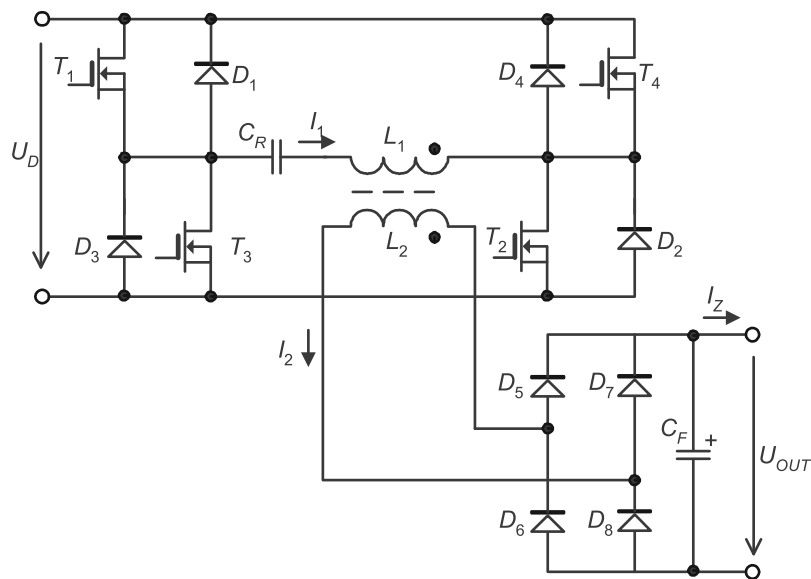 T1
D1
D4
T4
CR
I1
L1
UD
D3
T3
L2
T2
D2
IZ
I2
D5
D7
CF
+
UOUT
D6
D8